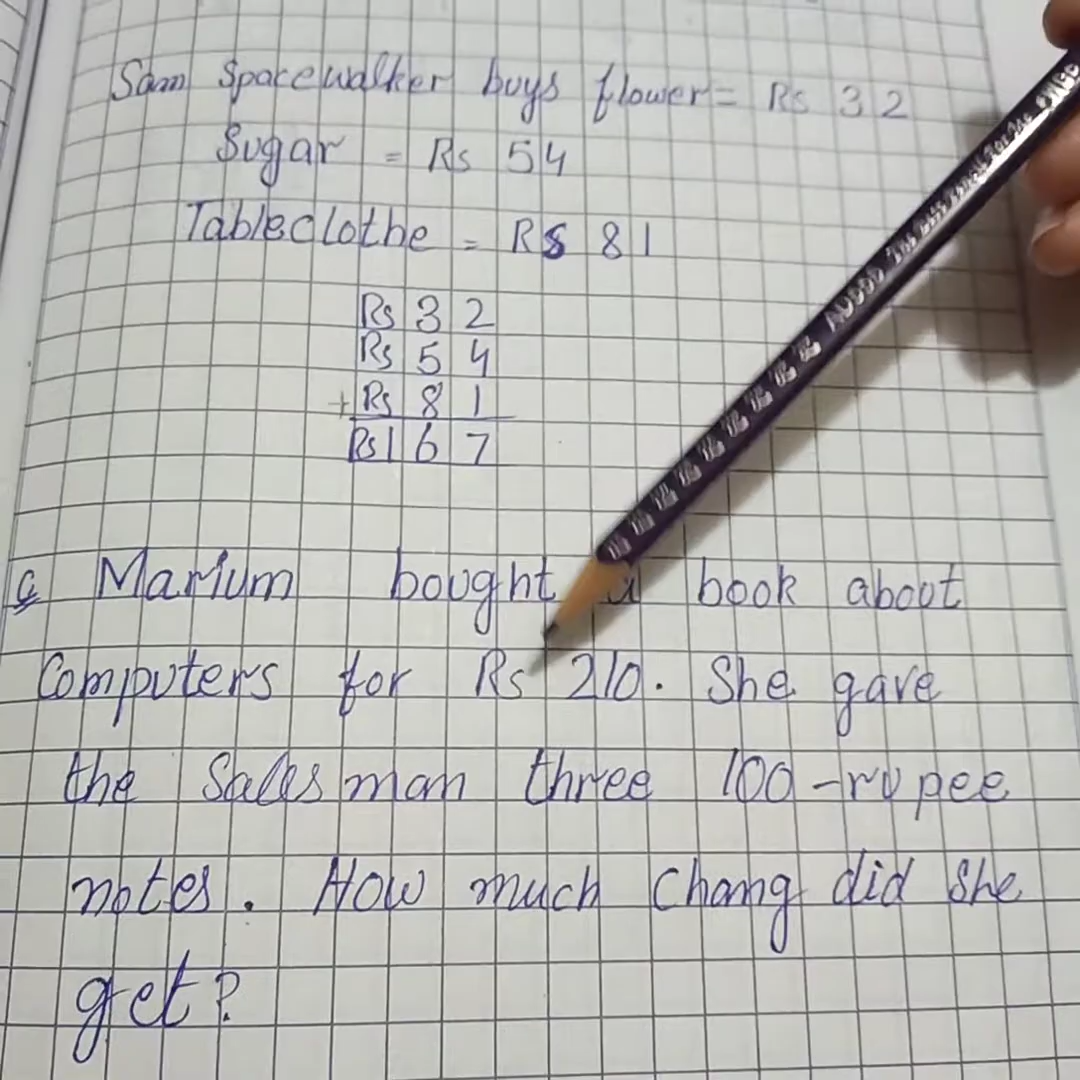 Sam Spacewalker buys flower = Rs 32
Sugar = Rs 54
Tableclothe = Rs 81
Rs 32
Rs 54
+ Rs 81
Rs 167
Marium bought a book about
Computers for Rs 210. She gave
the Salesman three 100-rupee
notes. How much Chang did She
get?